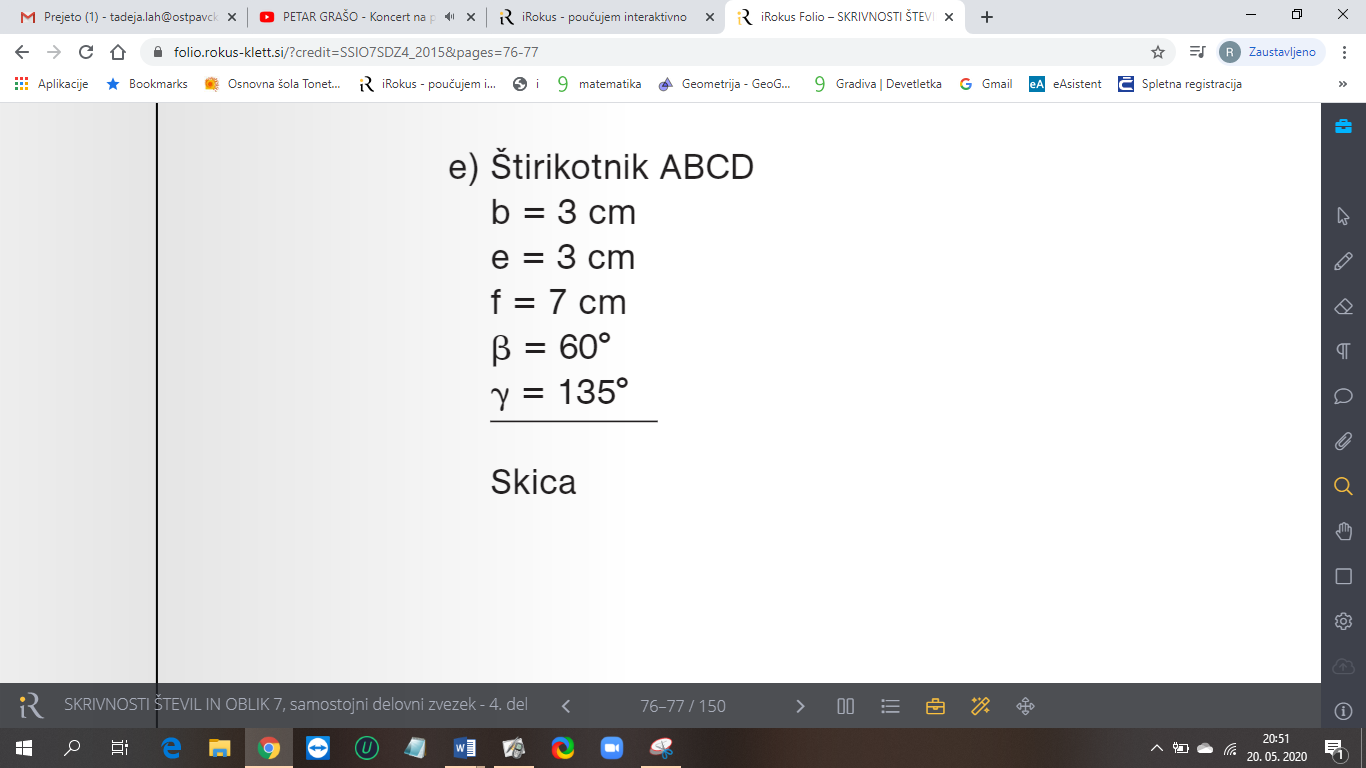 Prejeto (1) - tadeja.lah@ostpavck
PETAR GRAŠO - Koncert na p
iRokus - poučujem interaktivno
iRokus Folio – SKRIVNOSTI ŠTEVI
folio.rokus-klett.si/?credit=SSIO7SDZ4_2015&pages=76-77
R
Zaustavljeno
Aplikacije
Bookmarks
Osnovna šola Tonet...
iRokus - poučujem i...
i
matematika
Geometrija - GeoG...
Gradiva | Devetletka
Gmail
eA eAsistent
Spletna registracija
»
e) Štirikotnik ABCD
b = 3 cm
e = 3 cm
f = 7 cm
β = 60°
γ = 135°
Skica
iR
SKRIVNOSTI ŠTEVIL IN OBLIK 7, samostojni delovni zvezek - 4. del
76–77 / 150
20:51
20. 05. 2020
1